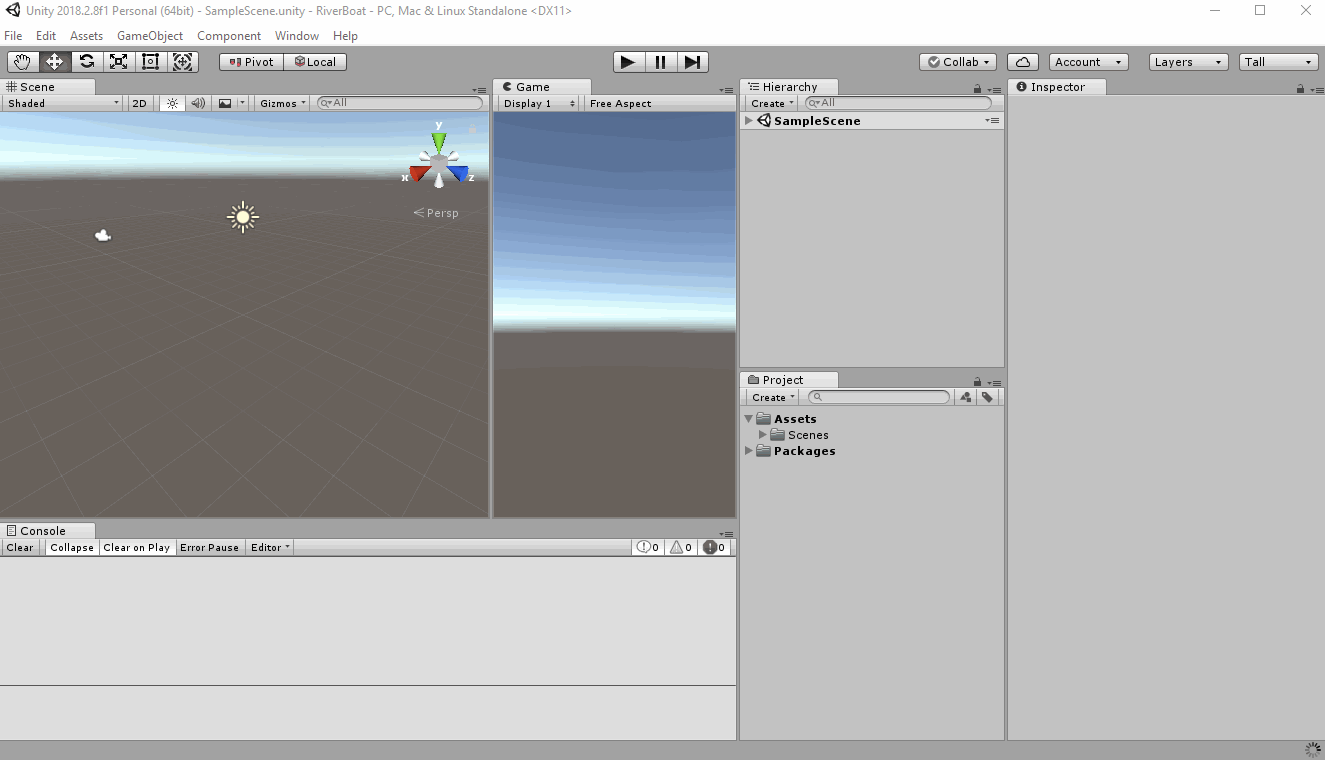 Unity 2018.2.8f1 Personal (64bit) - SampleScene.unity - RiverBoat - PC, Mac & Linux Standalone <DX11>
File Edit Assets GameObject Component Window Help
Pivot Local Collab Account Layers Tall
Scene
Shaded 2D Gizmos All
y
x z
Persp
Game
Display 1 Free Aspect
Hierarchy
Create All
SampleScene
Project
Create
Assets
Scenes
Packages
Inspector
Console
Clear Collapse Clear on Play Error Pause Editor 0 0 0